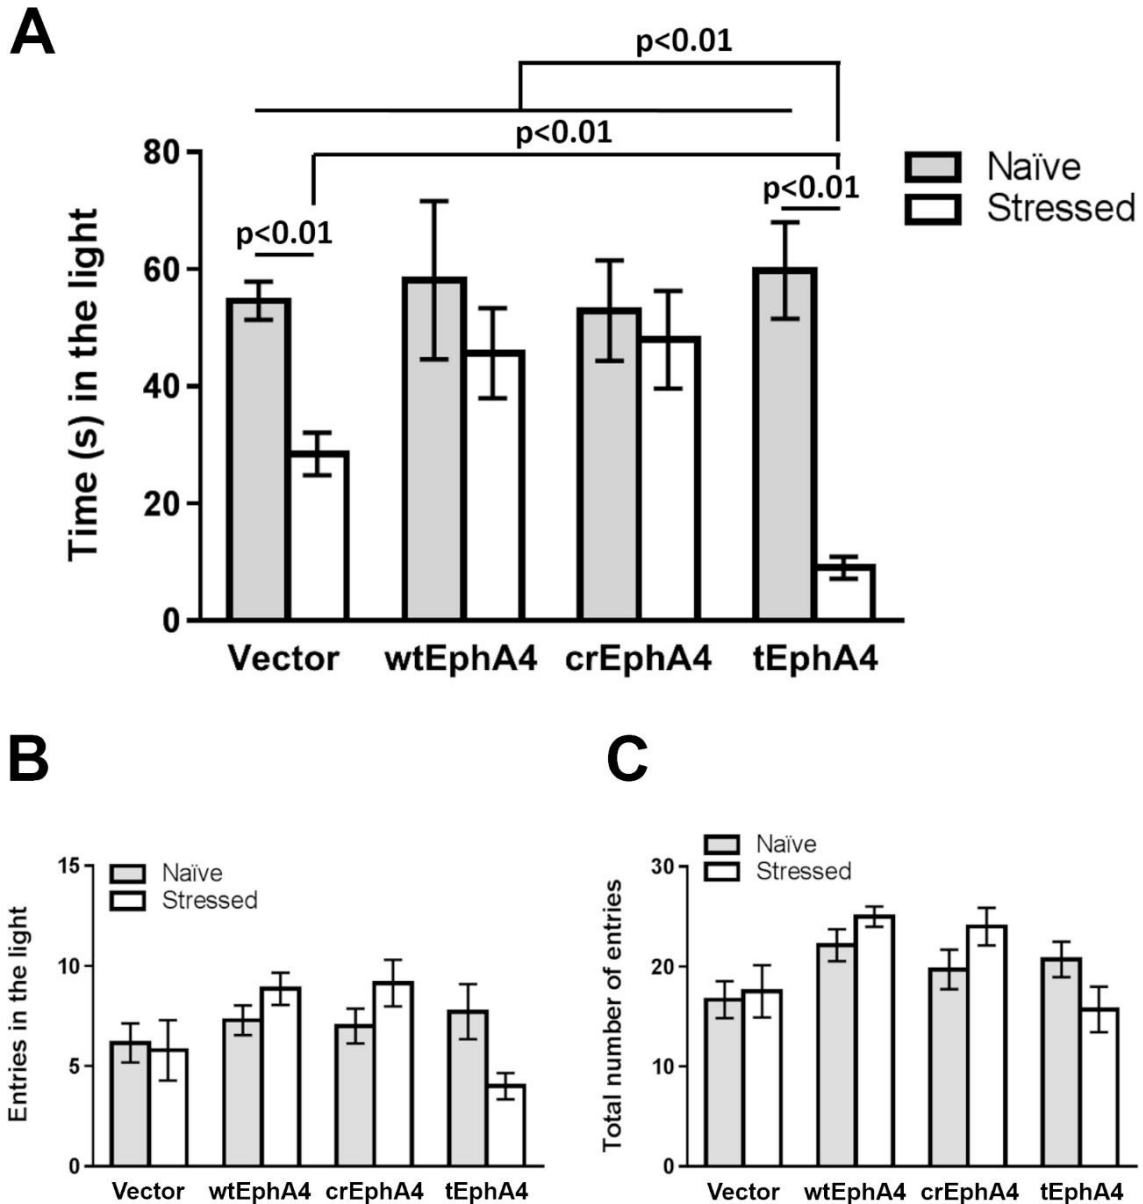 A
p<0.01
p<0.01
p<0.01
p<0.01
Naïve
Stressed
Time (s) in the light
80
60
40
20
0
Vector wtEphA4 crEphA4 tEphA4
B
Naïve
Stressed
Entries in the light
15
10
5
0
Vector wtEphA4 crEphA4 tEphA4
C
Naïve
Stressed
Total number of entries
30
20
10
0
Vector wtEphA4 crEphA4 tEphA4